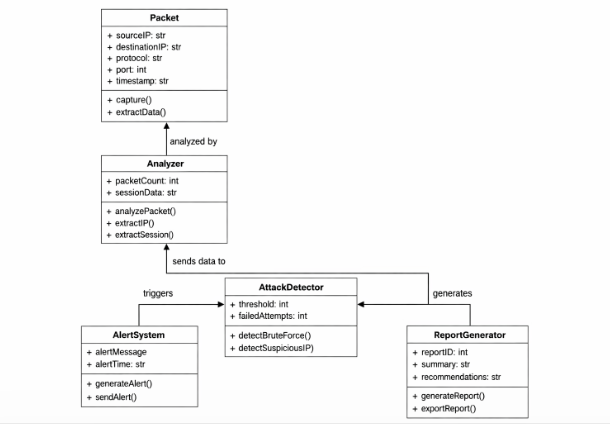 Packet
+ sourceIP: str
+ destinationIP: str
+ protocol: str
+ port: int
+ timestamp: str
+ capture()
+ extractData()
analyzed by
Analyzer
+ packetCount: int
+ sessionData: str
+ analyzePacket()
+ extractIP()
+ extractSession()
sends data to
AttackDetector
+ threshold: int
+ failedAttempts: int
+ detectBruteForce()
+ detectSuspiciousIP)
triggers
generates
AlertSystem
+ alertMessage
+ alertTime: str
+ generateAlert()
+ sendAlert()
ReportGenerator
+ reportID: int
+ summary: str
+ recommendations: str
+ generateReport()
+ exportReport()